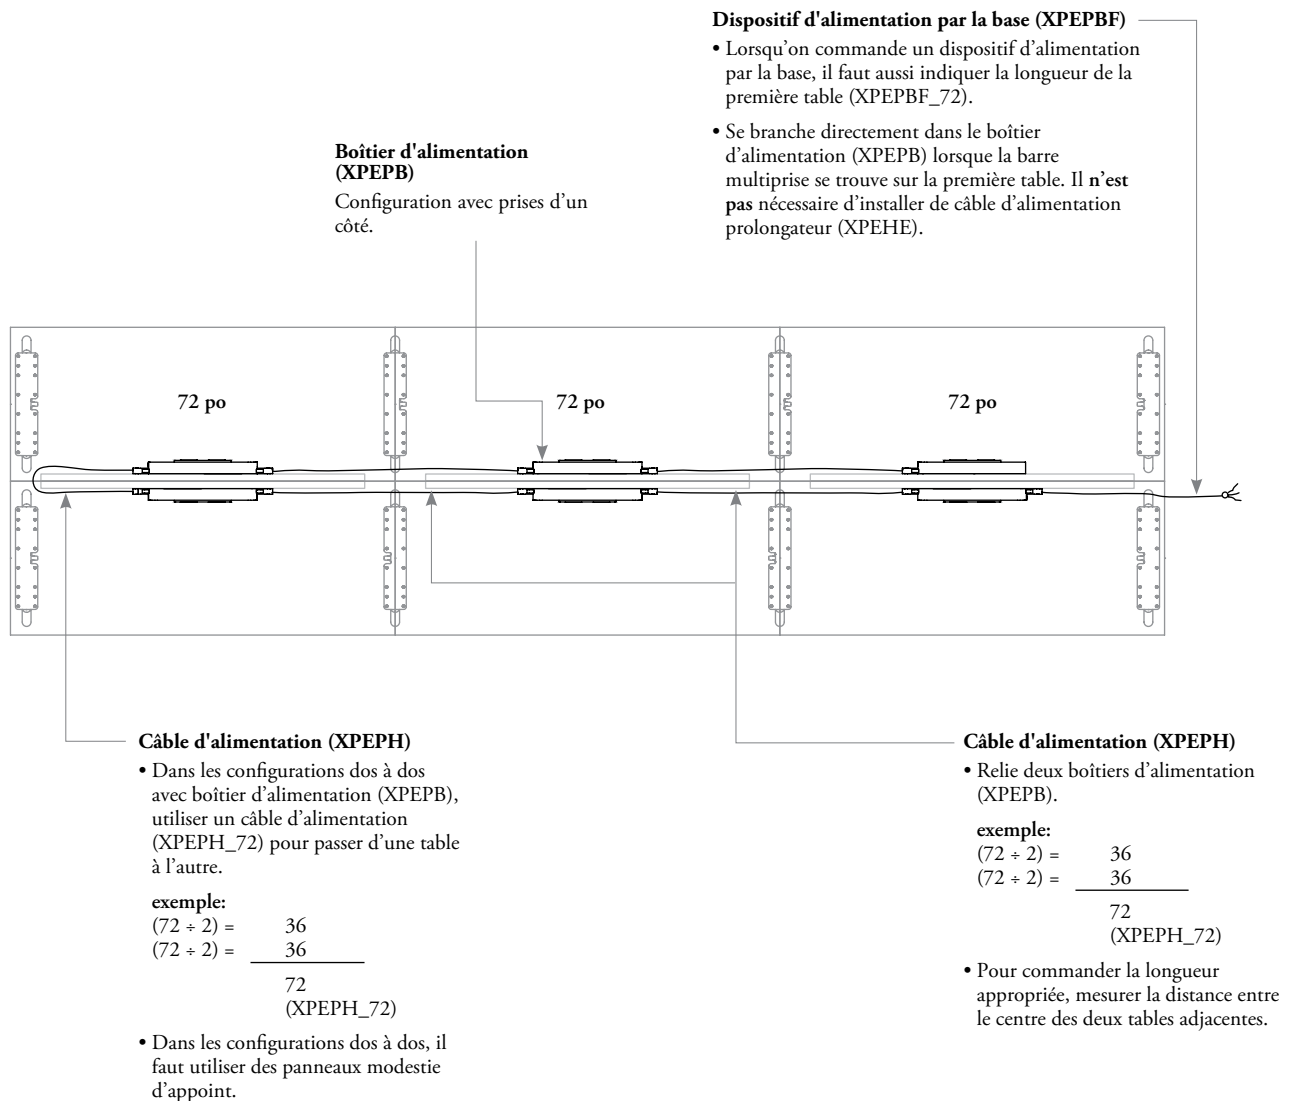 Dispositif d'alimentation par la base (XPEPBF)
• Lorsqu'on commande un dispositif d’alimentation
par la base, il faut aussi indiquer la longueur de la
première table (XPEPBF_72).
• Se branche directement dans le boîtier
d’alimentation (XPEPB) lorsque la barre
multiprise se trouve sur la première table. Il n’est
pas nécessaire d’installer de câble d’alimentation
prolongateur (XPEHE).
Boîtier d'alimentation
(XPEPB)
Configuration avec prises d’un
côté.
72 po
72 po
72 po
Câble d'alimentation (XPEPH)
• Dans les configurations dos à dos
avec boîtier d’alimentation (XPEPB),
utiliser un câble d’alimentation
(XPEPH_72) pour passer d’une table
à l’autre.
exemple:
(72 ÷ 2) = 36
(72 ÷ 2) = 36
72
(XPEPH_72)
• Dans les configurations dos à dos, il
faut utiliser des panneaux modestie
d’appoint.
Câble d'alimentation (XPEPH)
• Relie deux boîtiers d’alimentation
(XPEPB).
exemple:
(72 ÷ 2) = 36
(72 ÷ 2) = 36
72
(XPEPH_72)
• Pour commander la longueur
appropriée, mesurer la distance entre
le centre des deux tables adjacentes.